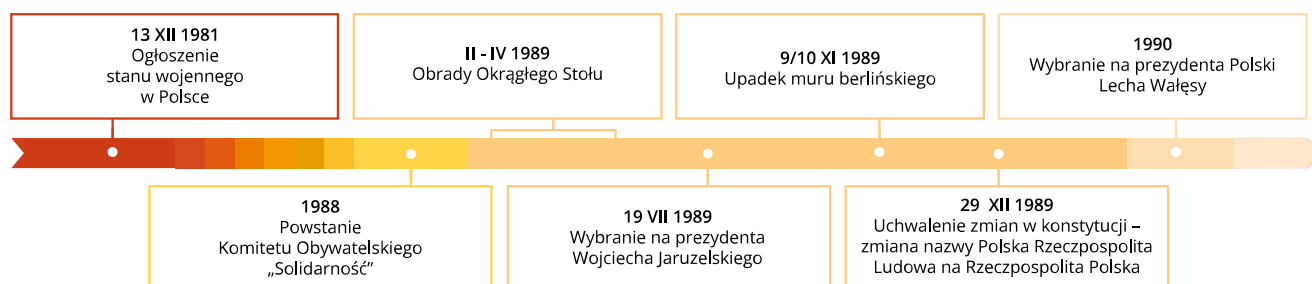 13 XII 1981
Ogłoszenie
stanu wojennego
w Polsce
II - IV 1989
Obrady Okrągłego Stołu
9/10 XI 1989
Upadek muru berlińskiego
1990
Wybranie na prezydenta Polski
Lecha Wałęsy
1988
Powstanie
Komitetu Obywatelskiego
„Solidarność”
19 VII 1989
Wybranie na prezydenta
Wojciecha Jaruzelskiego
29 XII 1989
Uchwalenie zmian w konstytucji –
zmiana nazwy Polska Rzeczpospolita
Ludowa na Rzeczpospolita Polska